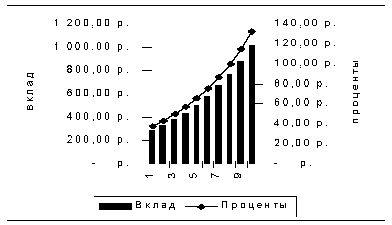 1 200,00 р.
1 000,00 р.
800,00 р.
600,00 р.
400,00 р.
200,00 р.
- р.
вклад
140,00 р.
120,00 р.
100,00 р.
80,00 р.
60,00 р.
40,00 р.
20,00 р.
- р.
проценты
1 3 5 7 9
Вклад Проценты